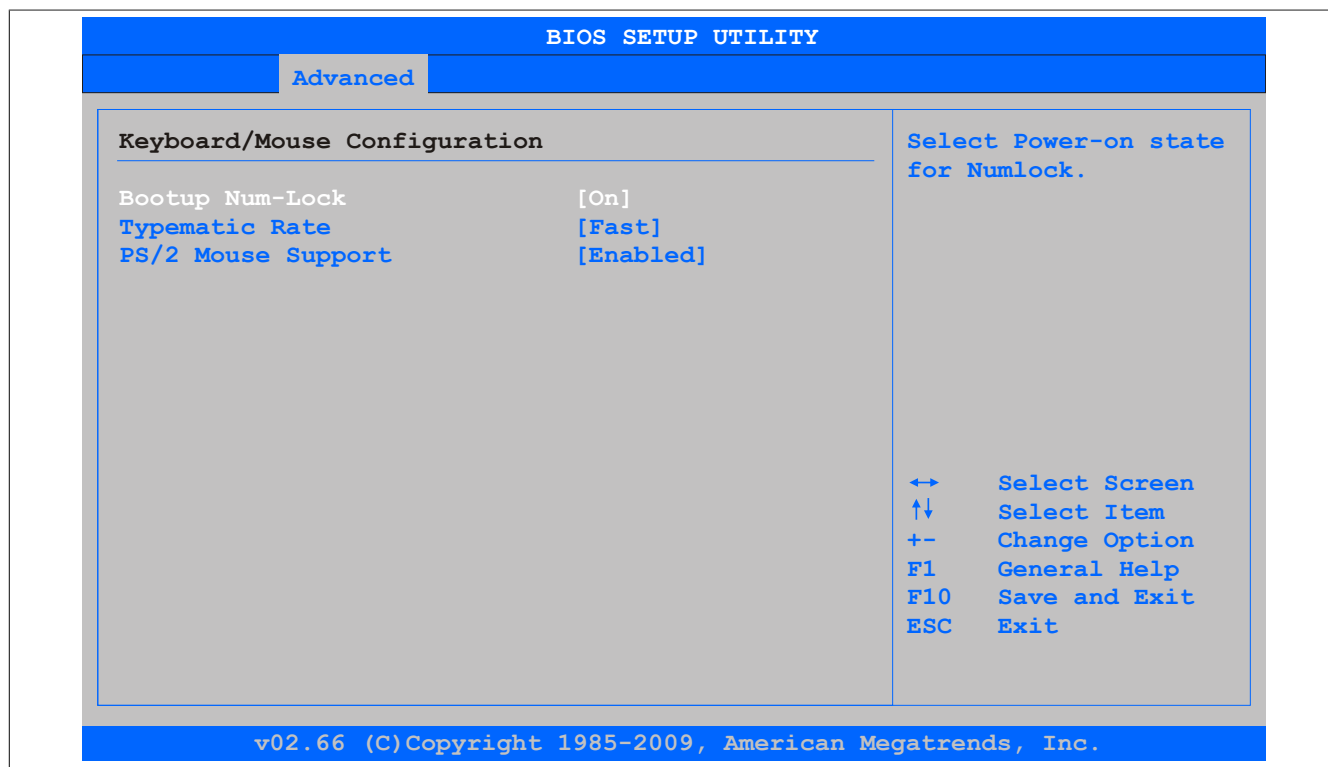 BIOS SETUP UTILITY
Advanced
Keyboard/Mouse Configuration
Bootup Num-Lock [On]
Typematic Rate [Fast]
PS/2 Mouse Support [Enabled]
Select Power-on state
for Numlock.
↔ Select Screen
↑↓ Select Item
+- Change Option
F1 General Help
F10 Save and Exit
ESC Exit
v02.66 (C)Copyright 1985-2009, American Megatrends, Inc.